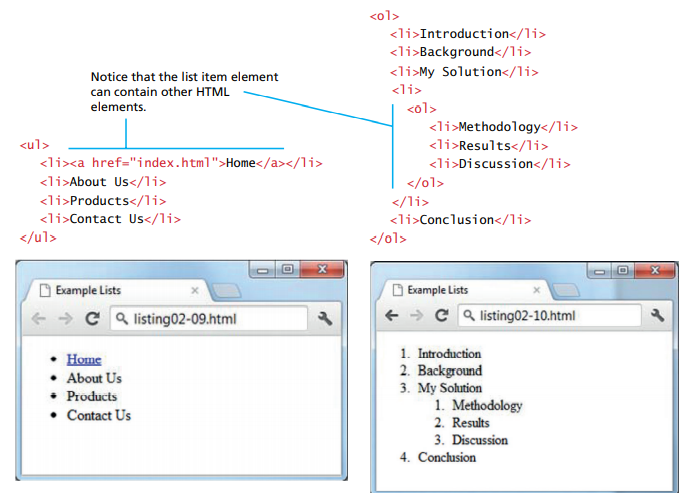 Notice that the list item element
can contain other HTML
elements.
<ul>
<li><a href="index.html">Home</a></li>
<li>About Us</li>
<li>Products</li>
<li>Contact Us</li>
</ul>
<ol>
<li>Introduction</li>
<li>Background</li>
<li>My Solution</li>
<li>
<ol>
<li>Methodology</li>
<li>Results</li>
<li>Discussion</li>
</ol>
</li>
<li>Conclusion</li>
</ol>
Example Lists
listing02-09.html
• Home
• About Us
• Products
• Contact Us
Example Lists
listing02-10.html
1. Introduction
2. Background
3. My Solution
1. Methodology
2. Results
3. Discussion
4. Conclusion